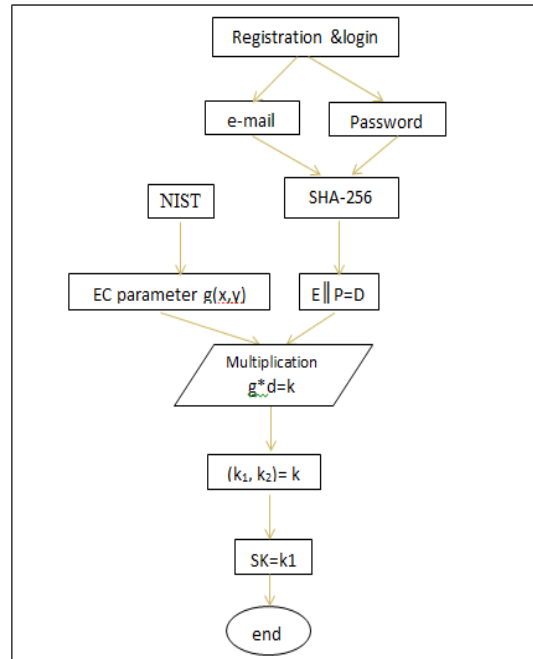 Registration &login
e-mail
Password
NIST
SHA-256
EC parameter g(x,y)
E‖P=D
Multiplication
g*d=k
(k₁, k₂)= k
SK=k1
end